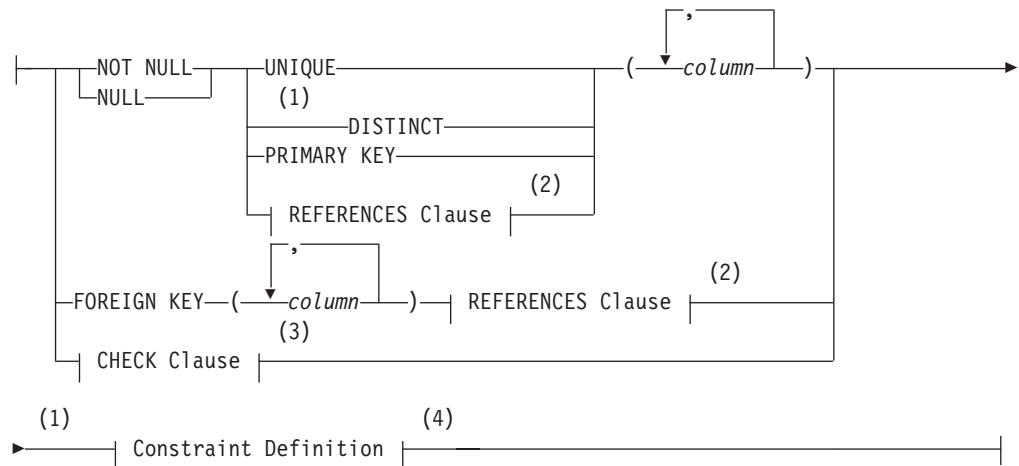 ,
NOT NULL UNIQUE ( column )
NULL (1)
DISTINCT
PRIMARY KEY
(2)
REFERENCES Clause
,
(2)
FOREIGN KEY ( column ) REFERENCES Clause
(3)
CHECK Clause
(1) (4)
Constraint Definition